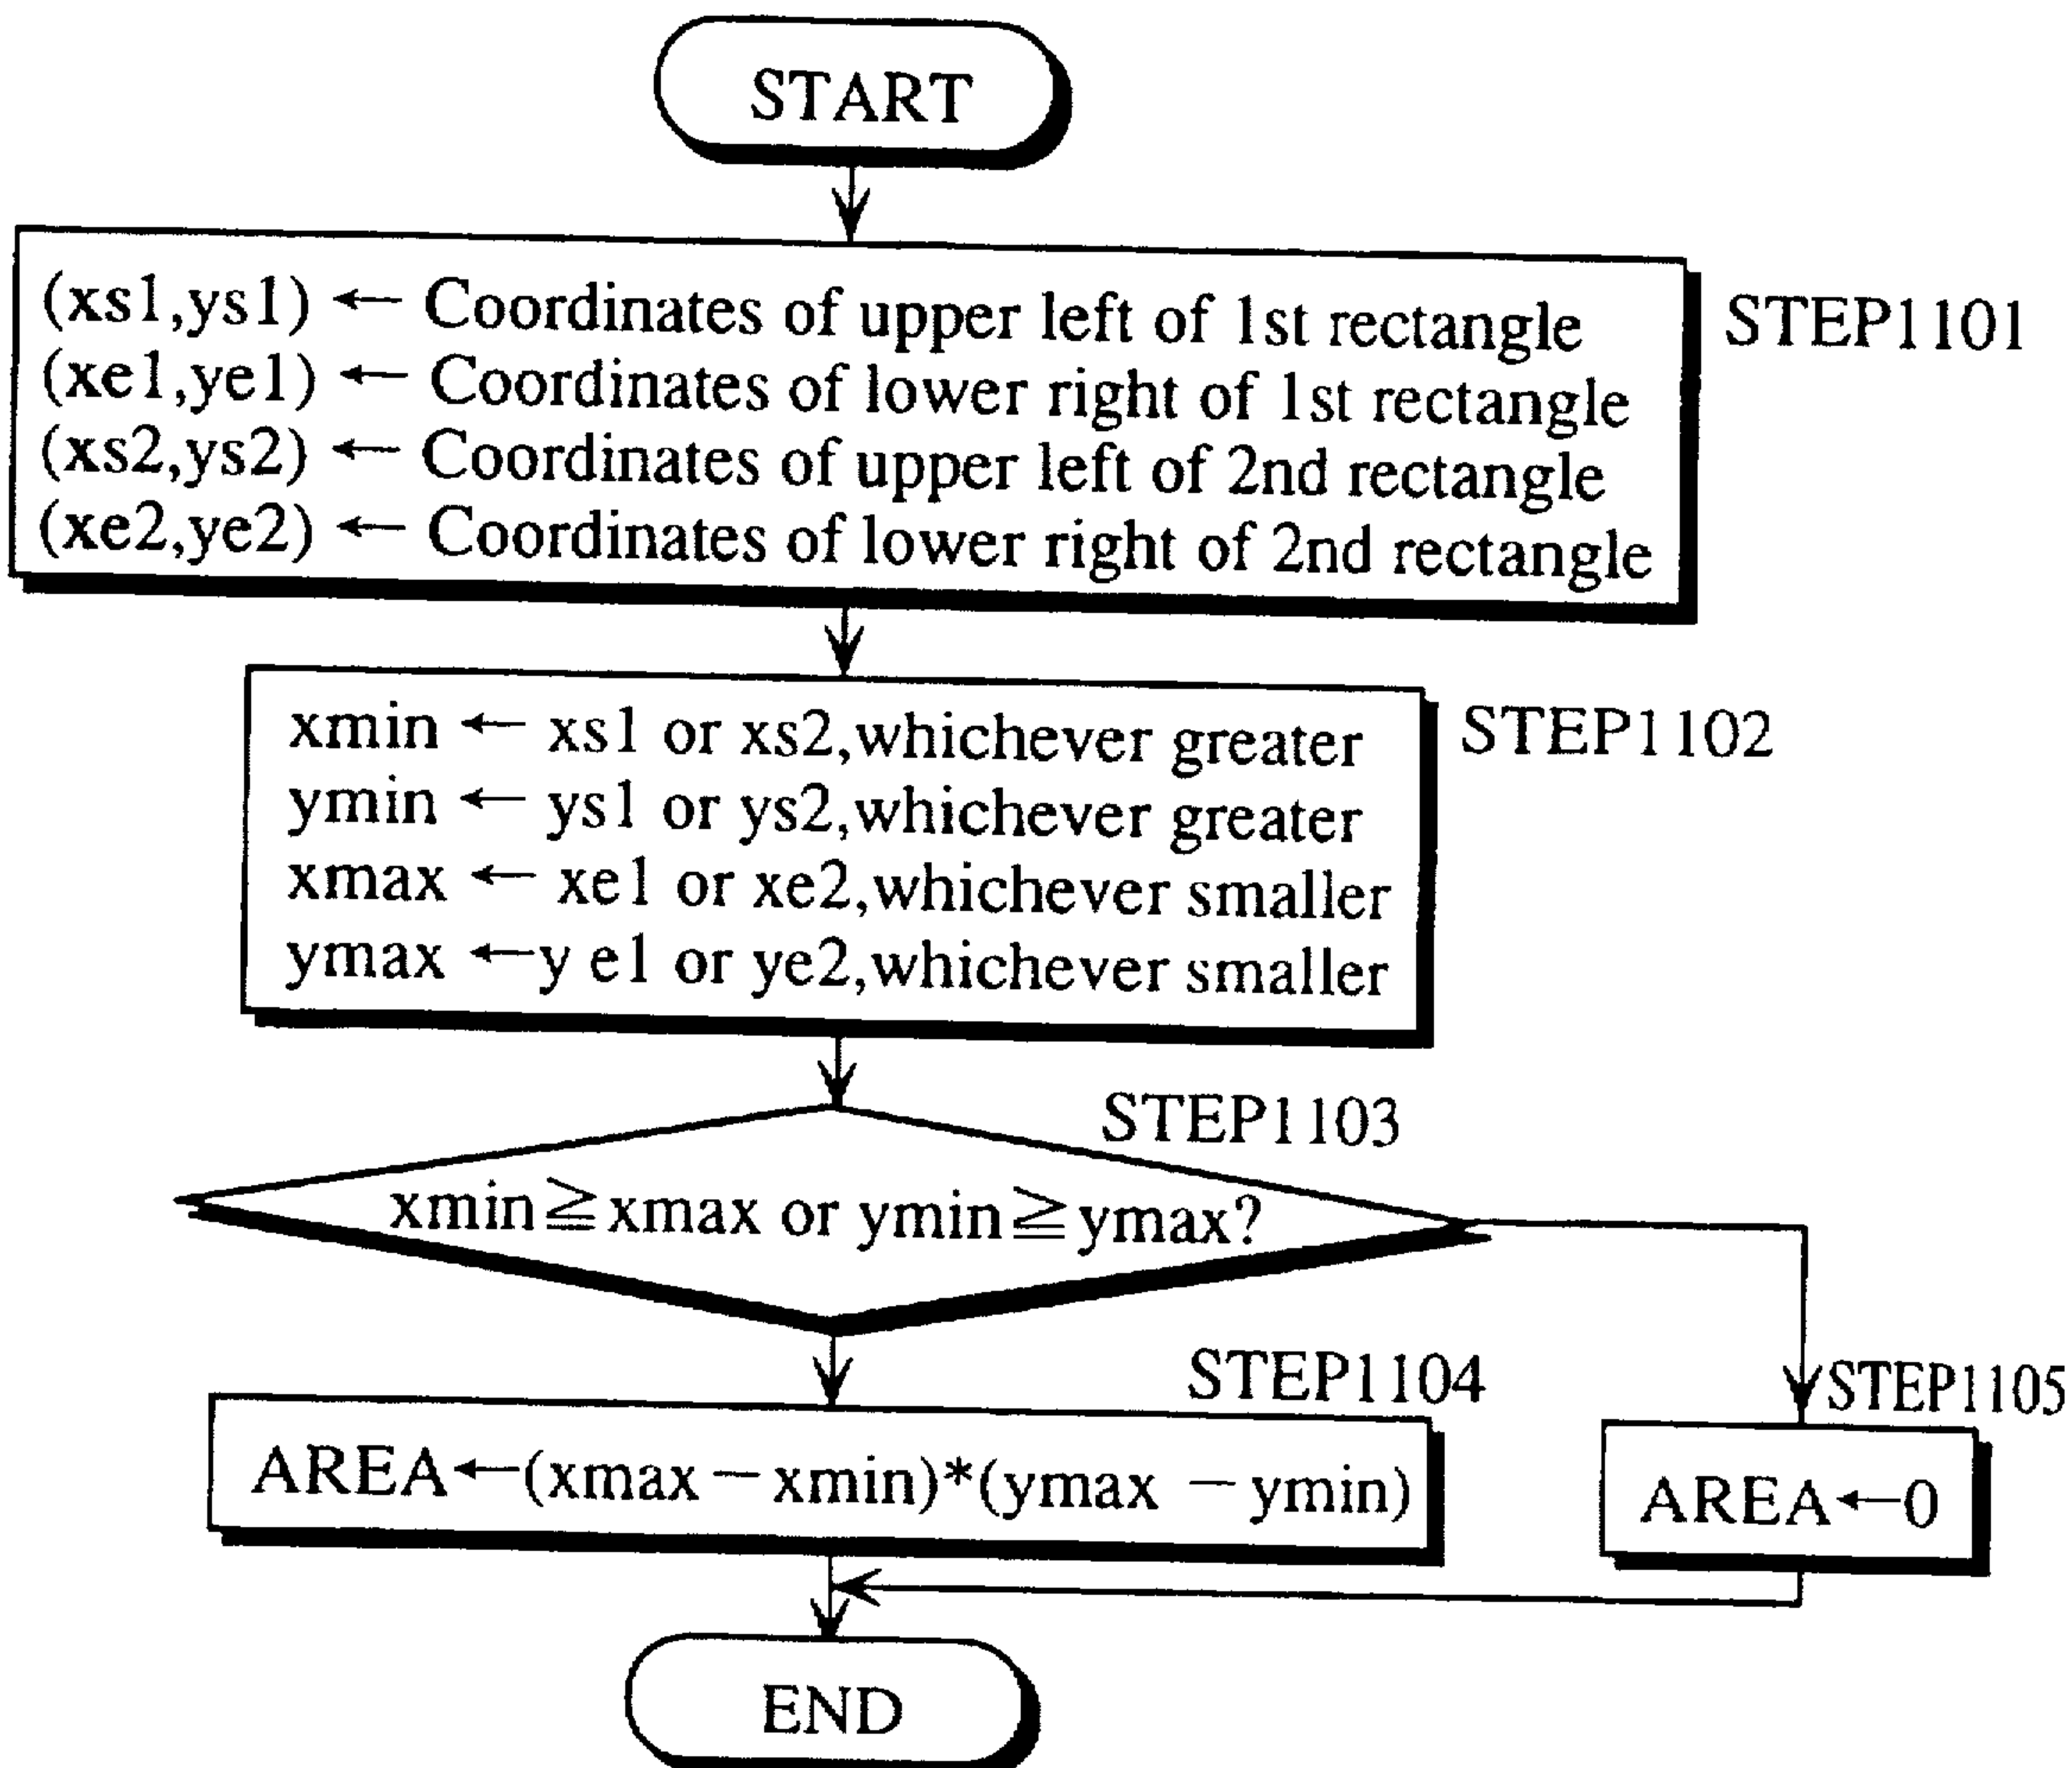 START
(xs1,ys1) ← Coordinates of upper left of 1st rectangle
(xe1,ye1) ← Coordinates of lower right of 1st rectangle
(xs2,ys2) ← Coordinates of upper left of 2nd rectangle
(xe2,ye2) ← Coordinates of lower right of 2nd rectangle
STEP1101
xmin ← xs1 or xs2,whichever greater
ymin ← ys1 or ys2,whichever greater
xmax ← xe1 or xe2,whichever smaller
ymax ←y e1 or ye2,whichever smaller
STEP1102
STEP1103
xmin≧xmax or ymin≧ymax?
STEP1104
AREA←(xmax－xmin)*(ymax －ymin)
STEP1105
AREA←0
END